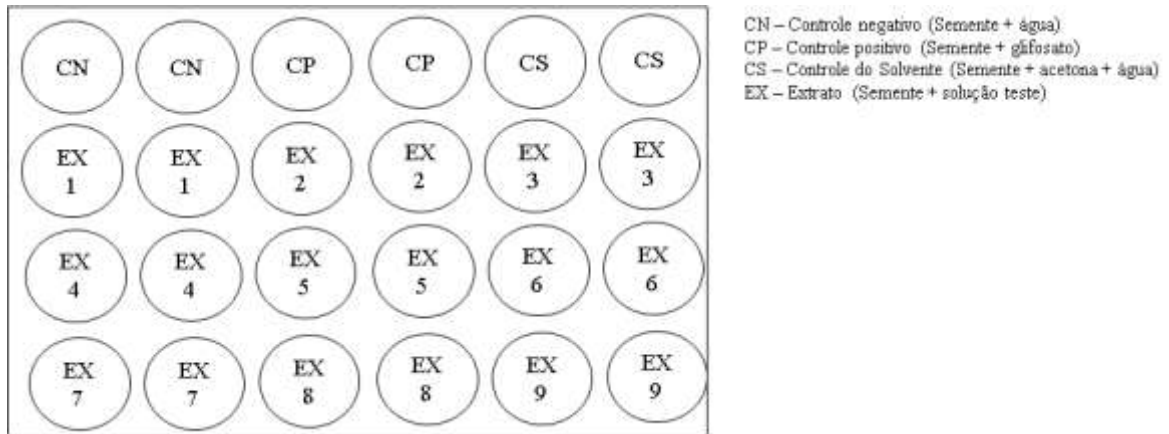 CN CN CP CP CS CS
EX EX EX EX EX EX
1 1 2 2 3 3
EX EX EX EX EX EX
4 4 5 5 6 6
EX EX EX EX EX EX
7 7 8 8 9 9
CN – Controle negativo (Semente + água)
CP – Controle positivo (Semente + glifosato)
CS – Controle do Solvente (Semente + acetona + água)
EX – Extrato (Semente + solução teste)